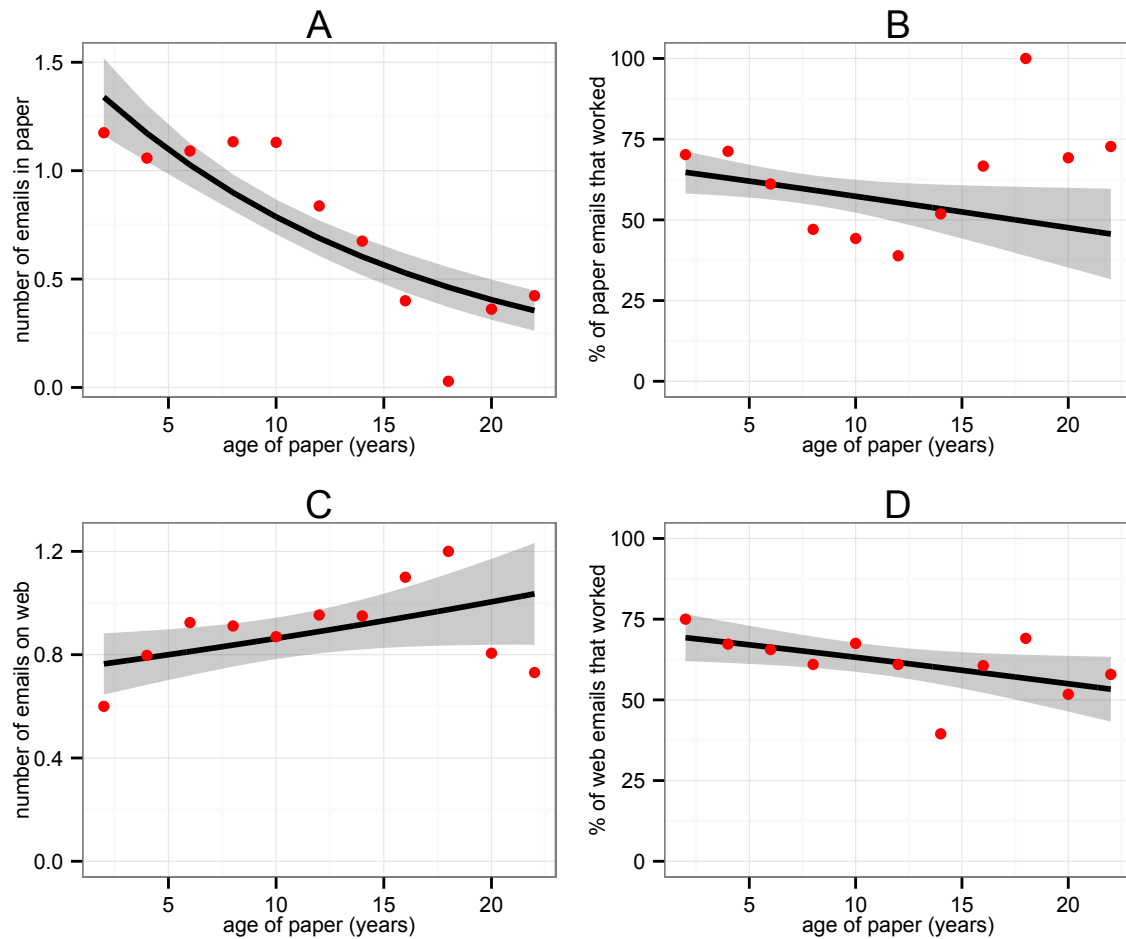 A
number of emails in paper
1.5
1.0
0.5
0.0
5 10 15 20
age of paper (years)
B
% of paper emails that worked
100
75
50
25
0
5 10 15 20
age of paper (years)
C
number of emails on web
1.2
0.8
0.4
0.0
5 10 15 20
age of paper (years)
D
% of web emails that worked
100
75
50
25
0
5 10 15 20
age of paper (years)